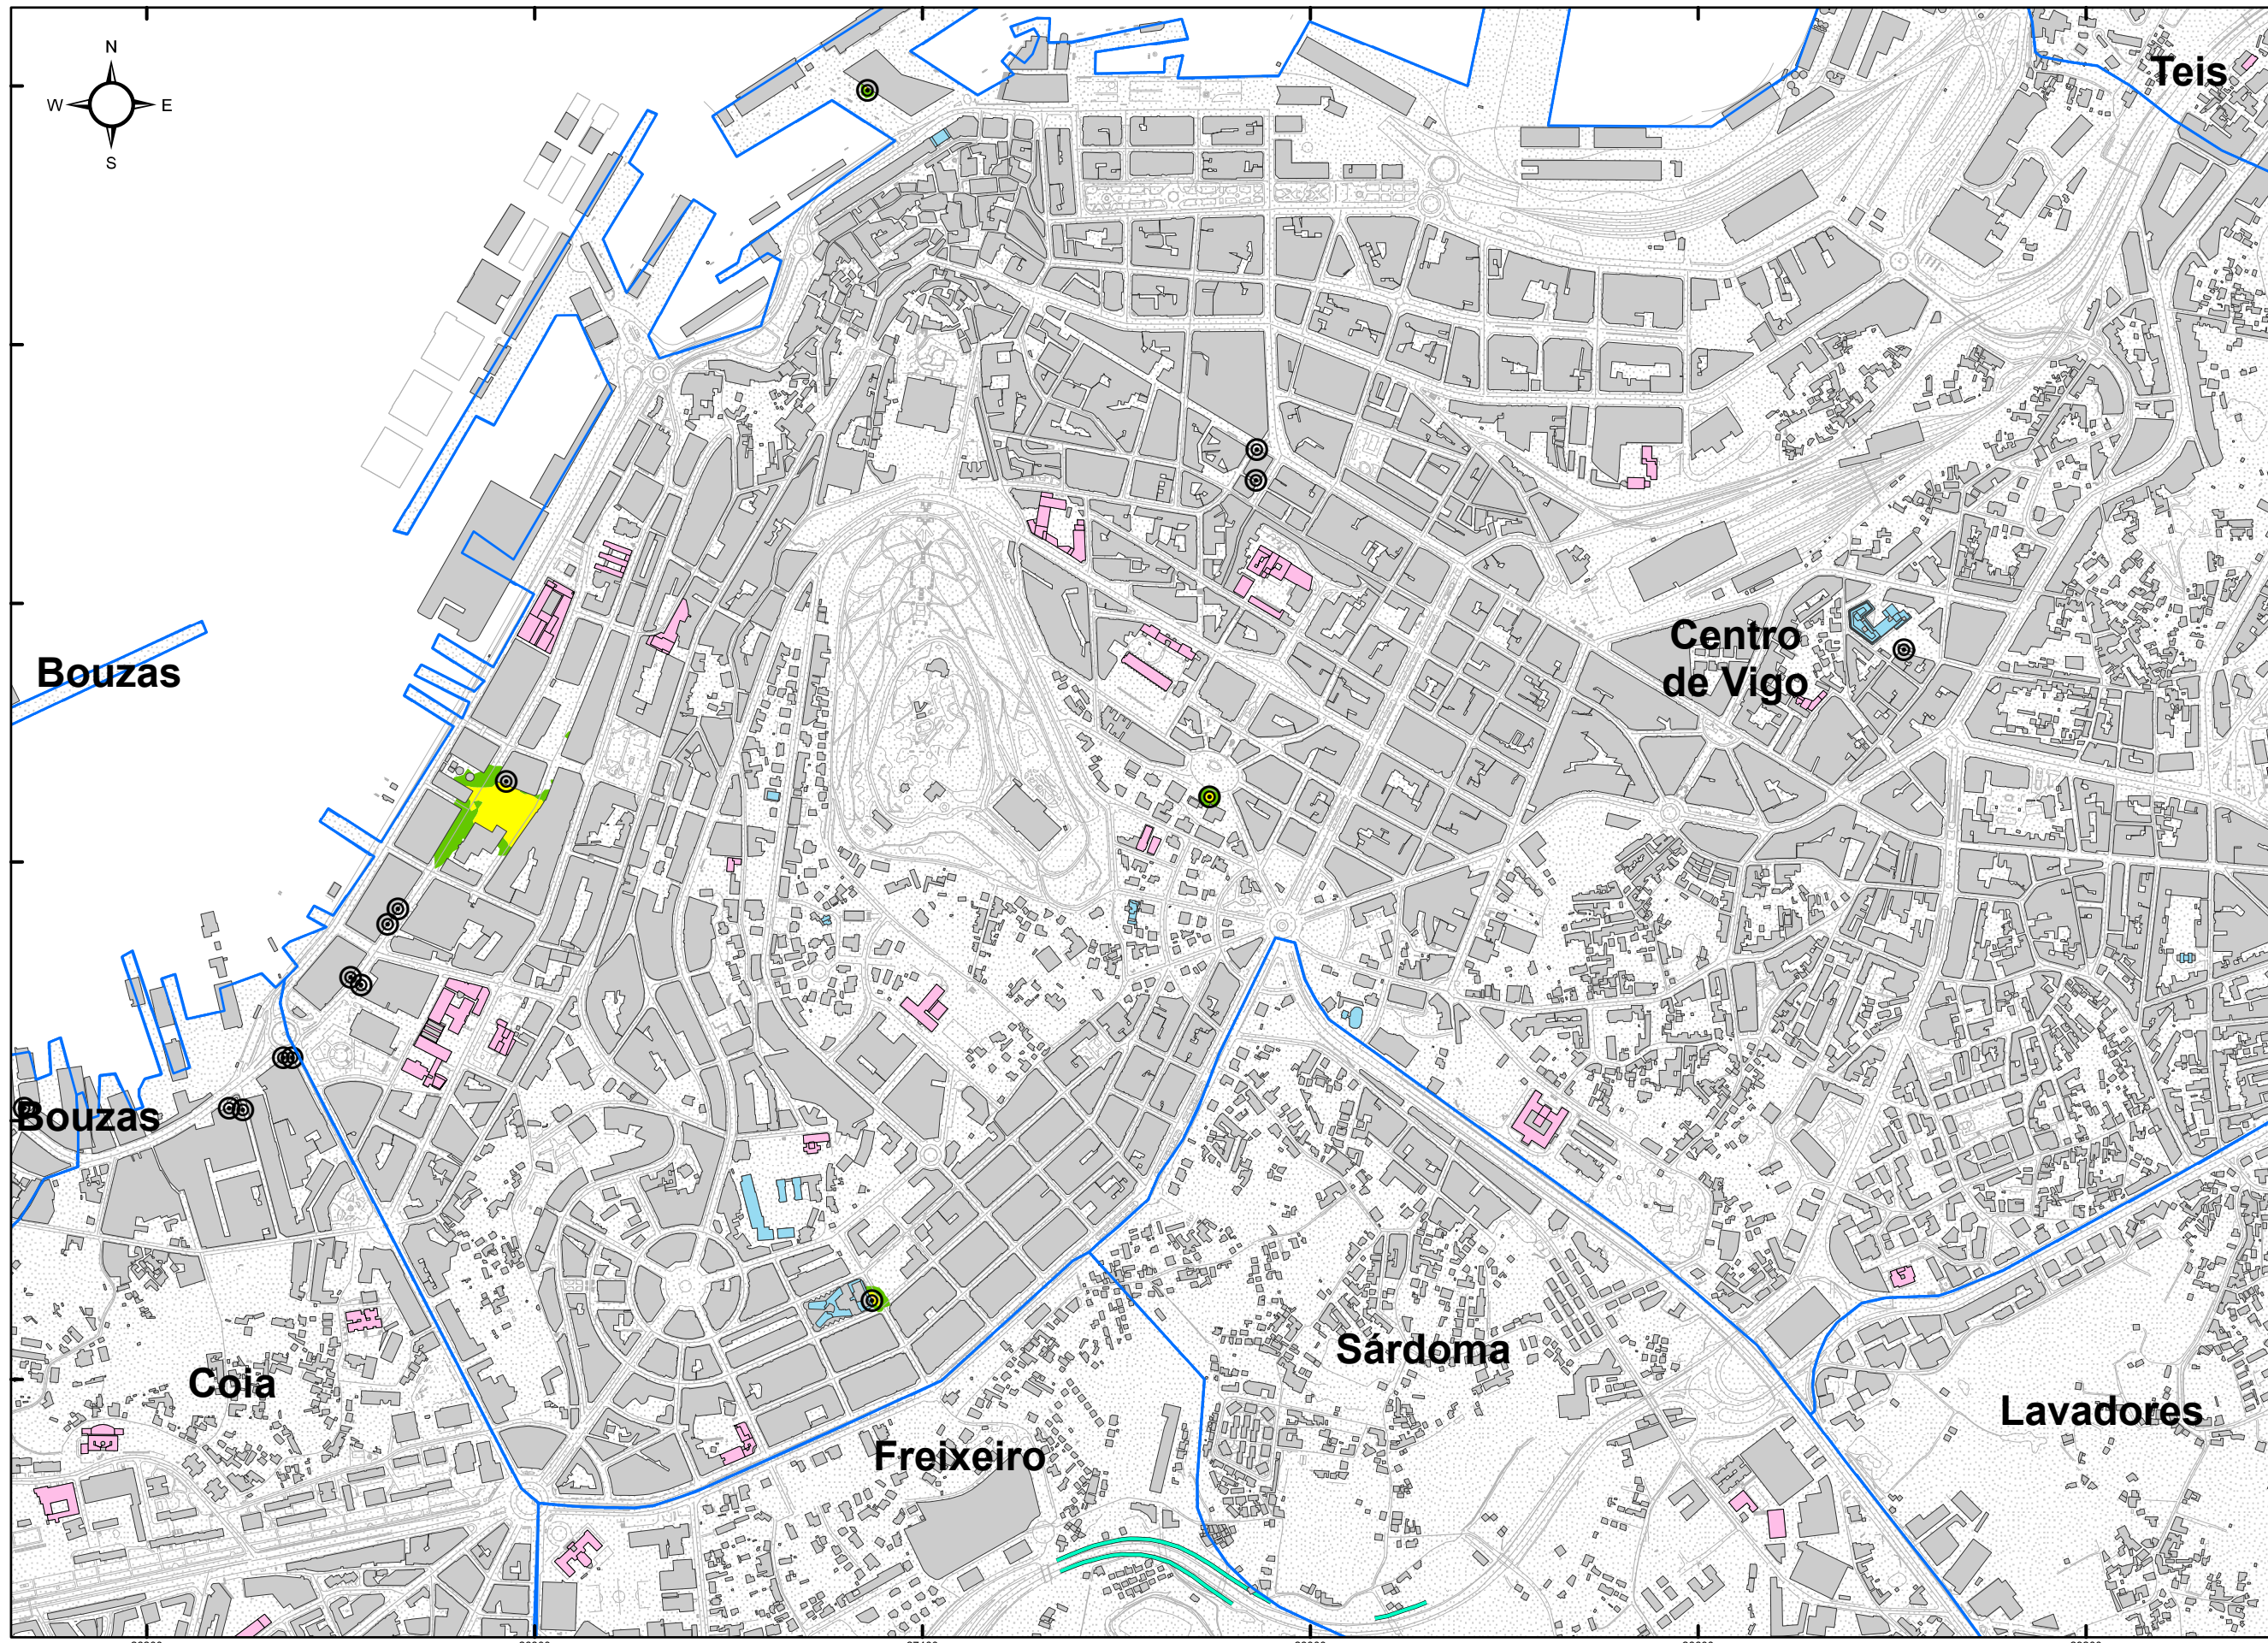 N
W E
S
Teis
Centro
de Vigo
Bouzas
Bouzas
Sárdoma
Coia
Lavadores
Freixeiro